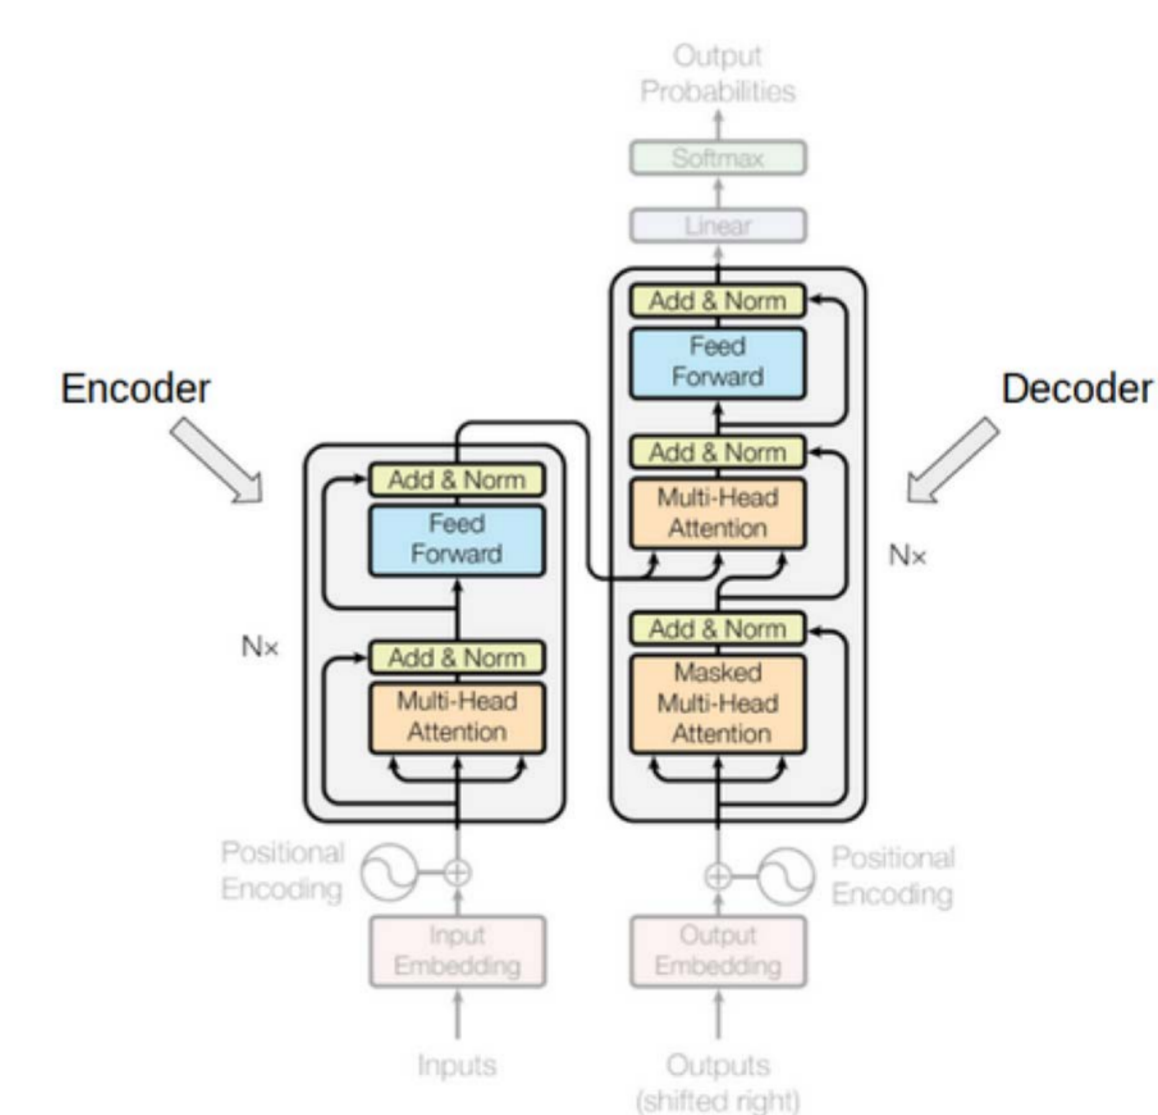 Output
Probabilities
Softmax
Linear
Add & Norm
Feed
Forward
Add & Norm
Multi-Head
Attention
Add & Norm
Masked
Multi-Head
Attention
Decoder
N×
Encoder
Add & Norm
Feed
Forward
Add & Norm
Multi-Head
Attention
N×
Positional
Encoding
Positional
Encoding
Input
Embedding
Output
Embedding
Inputs
Outputs
(shifted right)